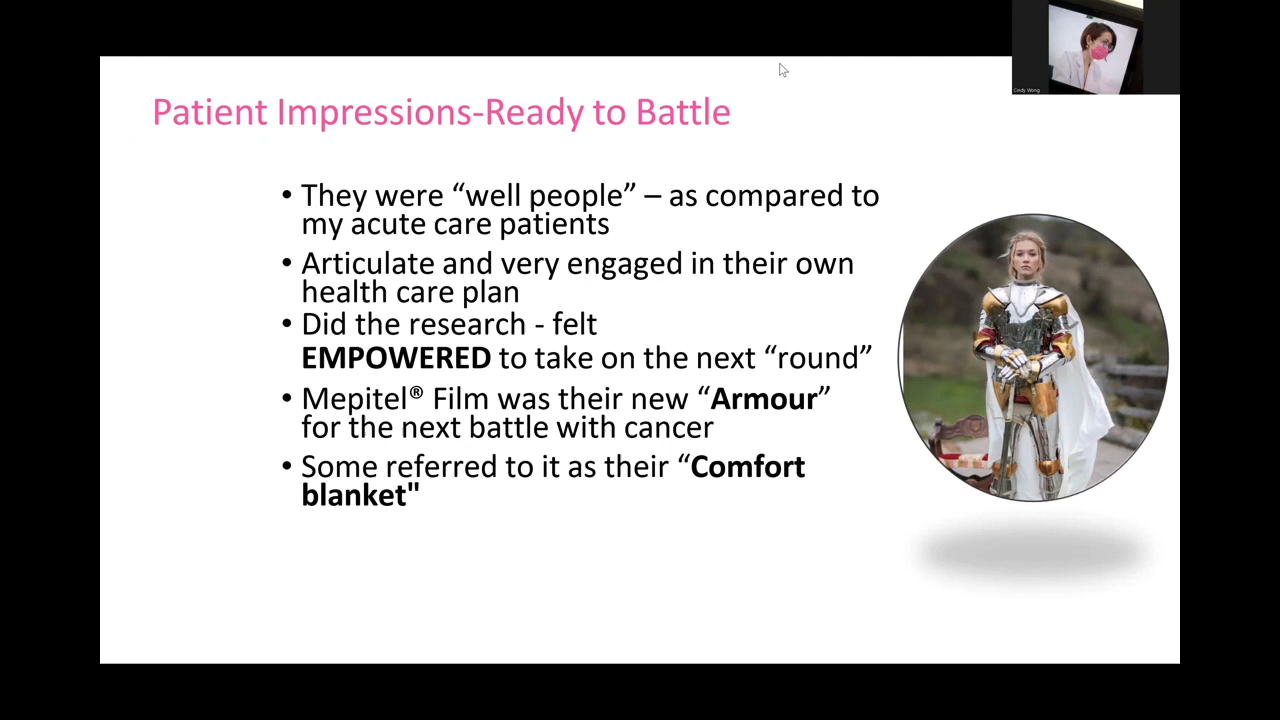 Cindy Wong
Patient Impressions-Ready to Battle
• They were “well people” – as compared to
my acute care patients
• Articulate and very engaged in their own
health care plan
• Did the research - felt
EMPOWERED to take on the next “round”
• Mepitel® Film was their new “Armour”
for the next battle with cancer
• Some referred to it as their “Comfort
blanket"